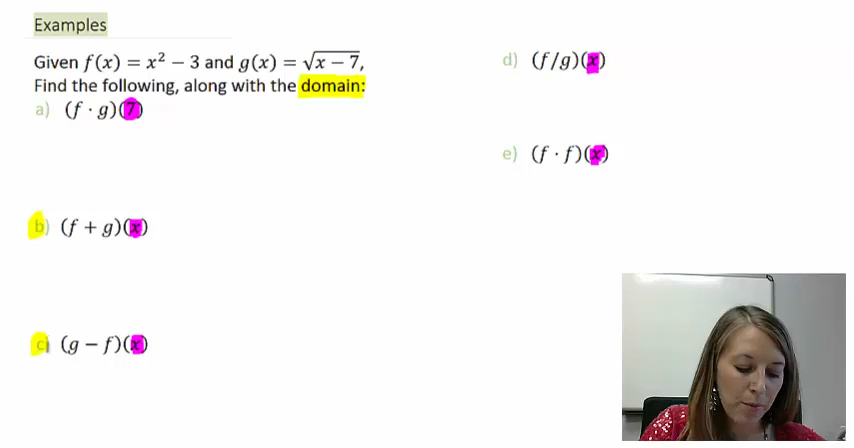 Examples
Given f(x) = x² − 3 and g(x) = √(x − 7),
Find the following, along with the domain:
a) (f · g)(7)
b) (f + g)(x)
c) (g − f)(x)
d) (f/g)(x)
e) (f · f)(x)